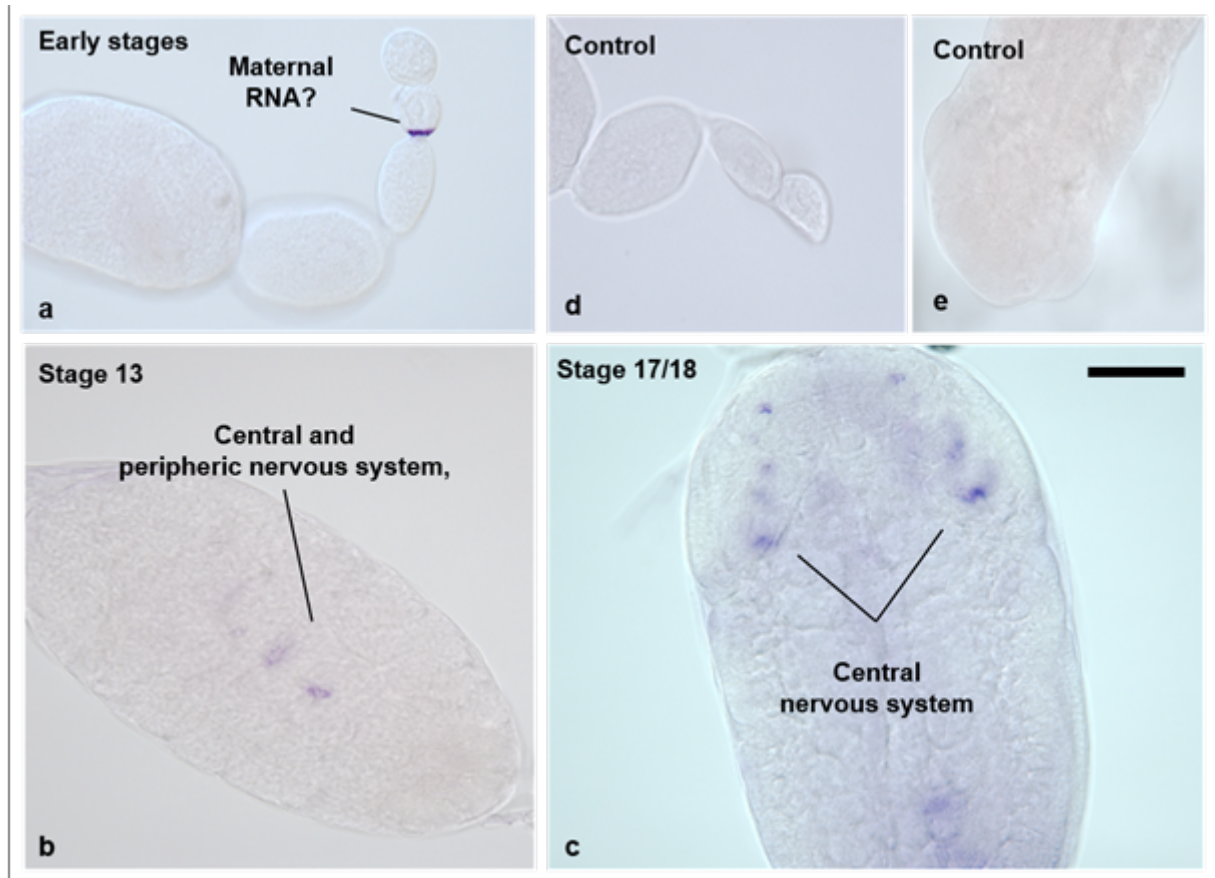 Early stages
Maternal
RNA?
a
Control
d
Control
e
Stage 13
Central and
peripheric nervous system,
b
Stage 17/18
Central
nervous system
c